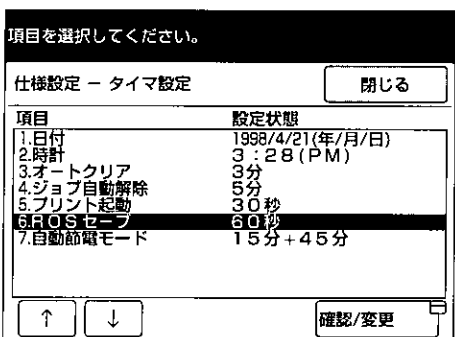 項目を選択してください。
仕様設定 － タイマ設定 閉じる
項目 設定状態
1.日付 1998/4/21(年/月/日)
2.時計 3：28(PM)
3.オートクリア 3分
4.ジョブ自動解除 5分
5.プリント起動 30秒
6.ROSセーブ 60秒
7.自動節電モード 15分+45分
↑ ↓ 確認/変更